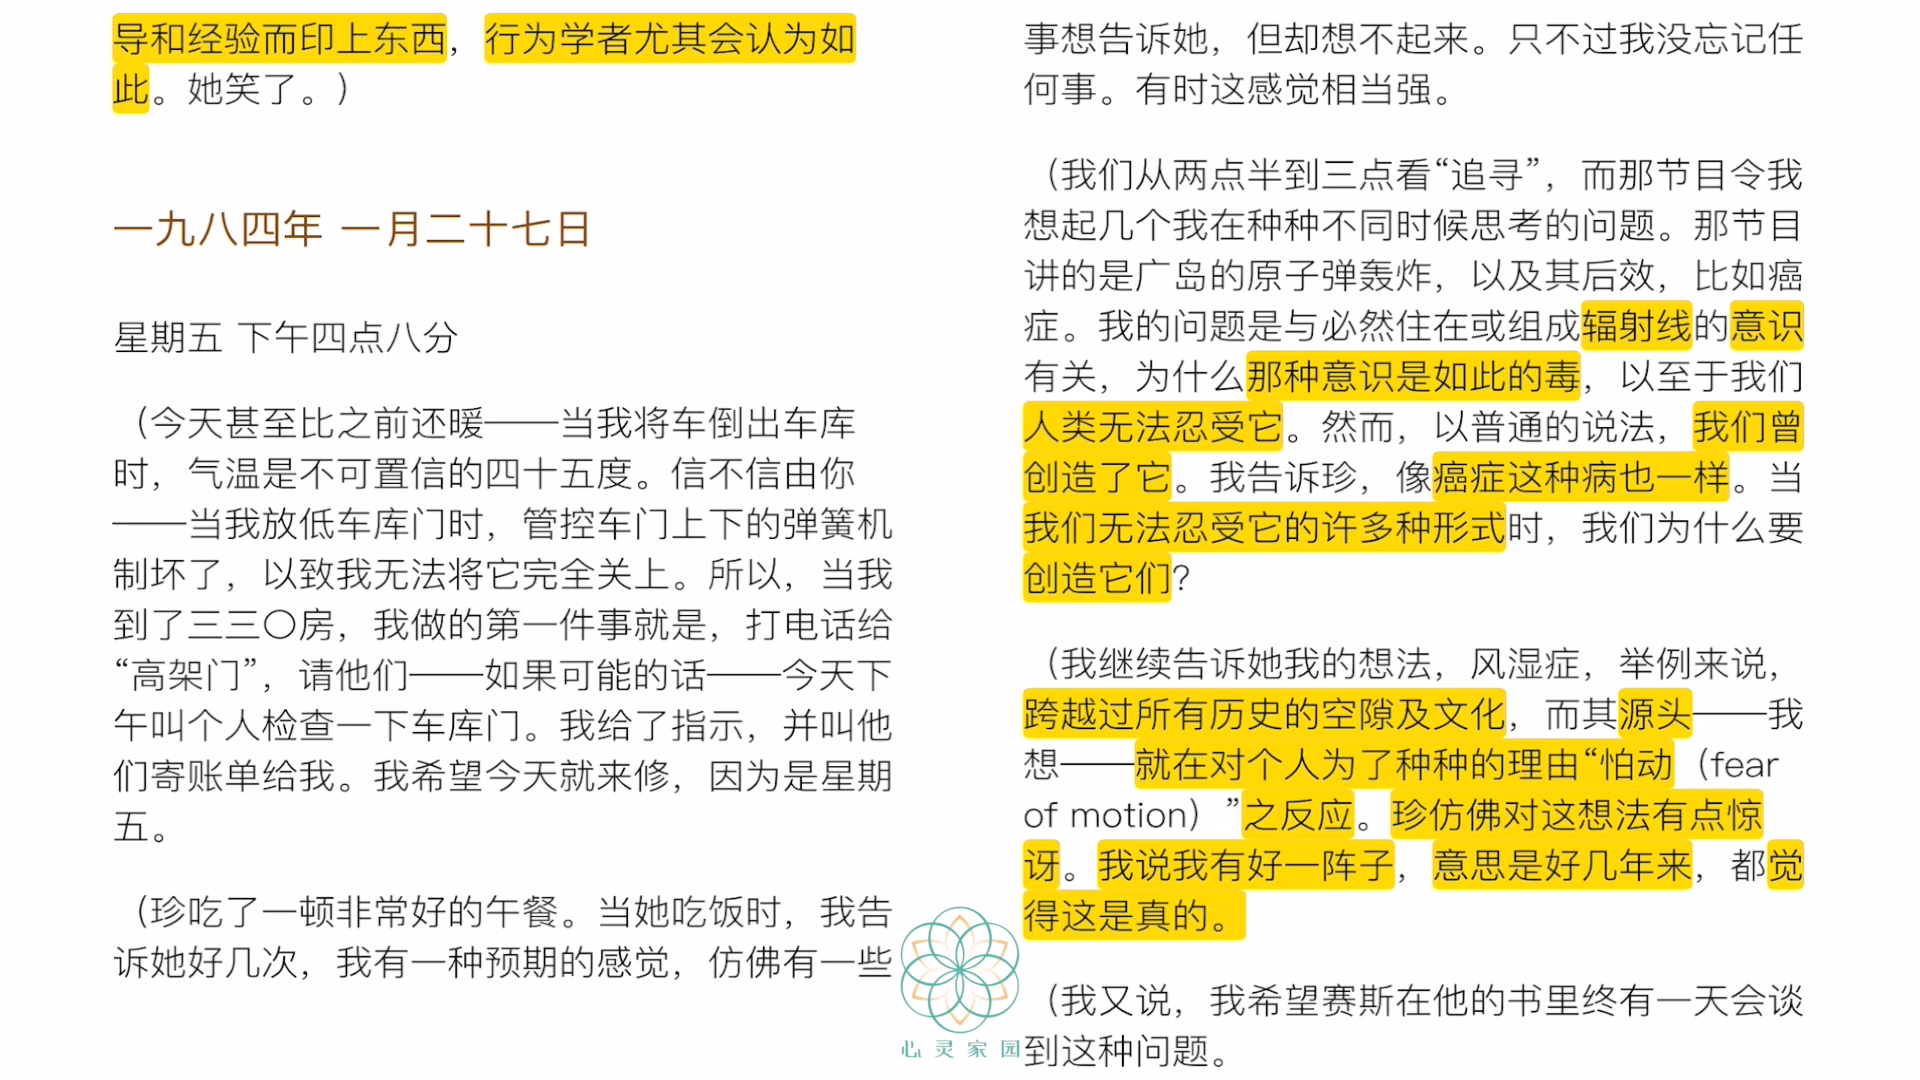 导和经验而印上东西，行为学者尤其会认为如
此。她笑了。）
一九八四年 一月二十七日
星期五 下午四点八分
（今天甚至比之前还暖——当我将车倒出车库
时，气温是不可置信的四十五度。信不信由你
——当我放低车库门时，管控车门上下的弹簧机
制坏了，以致我无法将它完全关上。所以，当我
到了三三〇房，我做的第一件事就是，打电话给
“高架门”，请他们——如果可能的话——今天下
午叫个人检查一下车库门。我给了指示，并叫他
们寄账单给我。我希望今天就来修，因为是星期
五。
（珍吃了一顿非常好的午餐。当她吃饭时，我告
诉她好几次，我有一种预期的感觉，仿佛有一些
事想告诉她，但却想不起来。只不过我没忘记任
何事。有时这感觉相当强。
（我们从两点半到三点看“追寻”，而那节目令我
想起几个我在种种不同时候思考的问题。那节目
讲的是广岛的原子弹轰炸，以及其后效，比如癌
症。我的问题是与必然住在或组成辐射线的意识
有关，为什么那种意识是如此的毒，以至于我们
人类无法忍受它。然而，以普通的说法，我们曾
创造了它。我告诉珍，像癌症这种病也一样。当
我们无法忍受它的许多种形式时，我们为什么要
创造它们？
（我继续告诉她我的想法，风湿症，举例来说，
跨越过所有历史的空隙及文化，而其源头——我
想——就在对个人为了种种的理由“怕动（fear
of motion）”之反应。珍仿佛对这想法有点惊
讶。我说我有好一阵子，意思是好几年来，都觉
得这是真的。
（我又说，我希望赛斯在他的书里终有一天会谈
到这种问题。
心灵家园